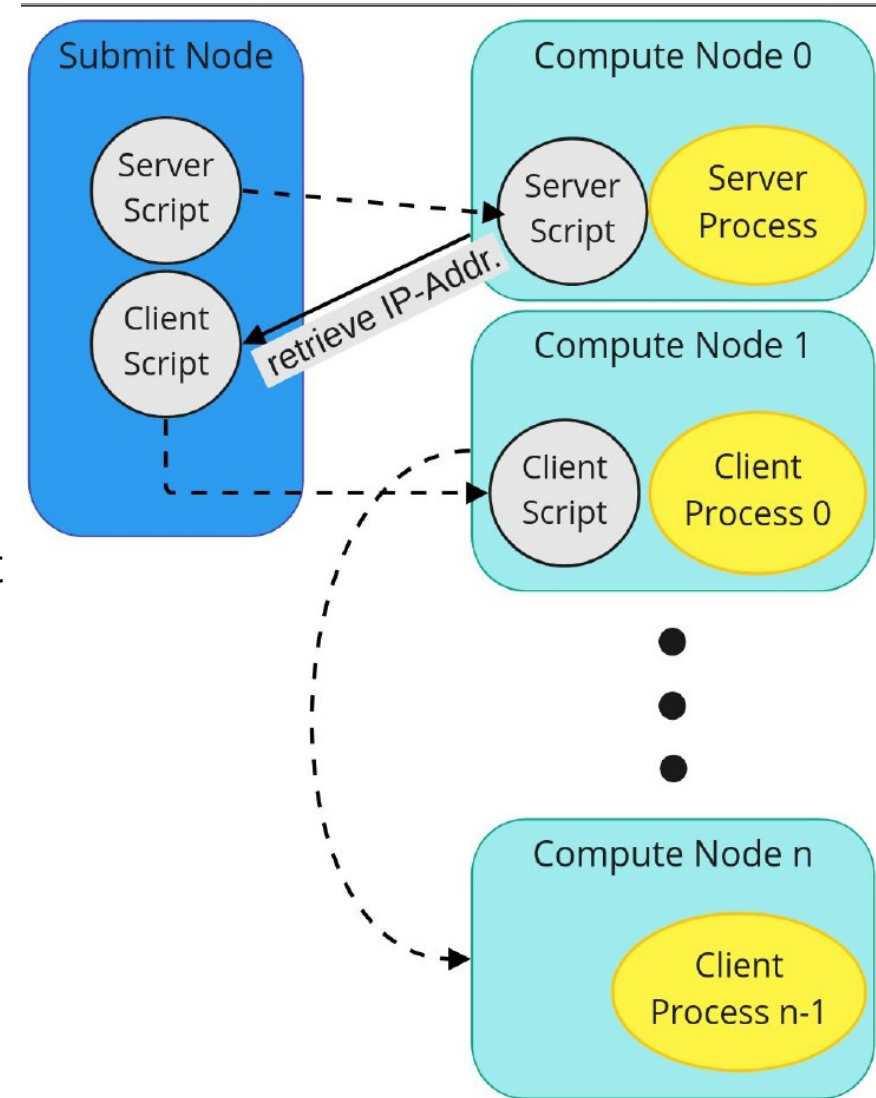 Submit Node
Server
Script
Client
Script
retrieve IP-Addr.
Compute Node 0
Server
Script
Server
Process
Compute Node 1
Client
Script
Client
Process 0
Compute Node n
Client
Process n-1